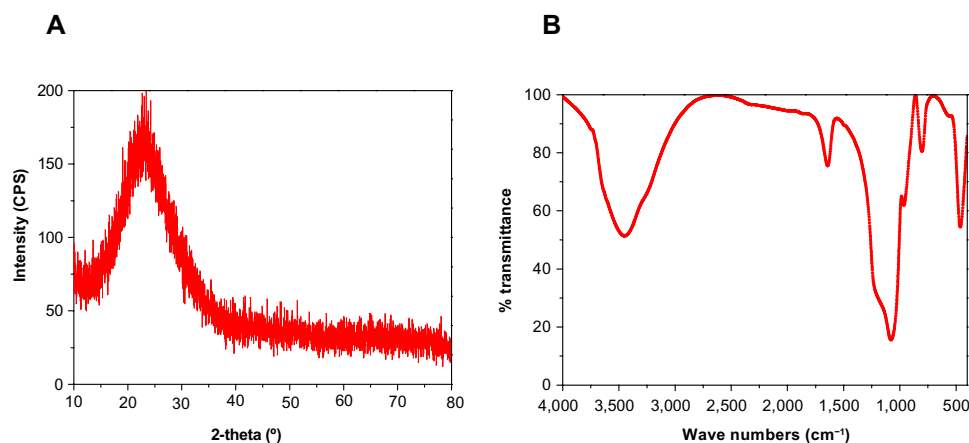 A
200
150
100
50
0
Intensity (CPS)
10 20 30 40 50 60 70 80
2-theta (º)
B
100
80
60
40
20
0
% transmittance
4,000 3,500 3,000 2,500 2,000 1,500 1,000 500
Wave numbers (cm⁻¹)